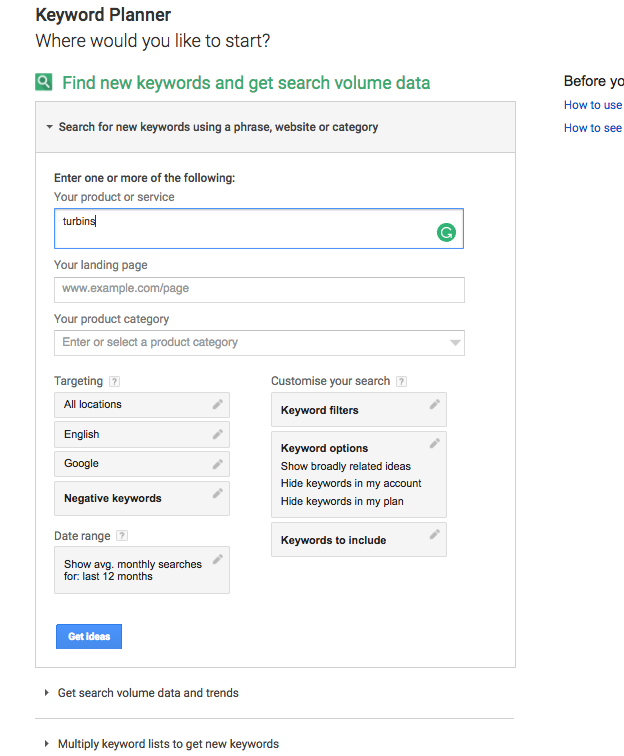 Keyword Planner
Where would you like to start?
Find new keywords and get search volume data
Before yo
How to use
How to see
Search for new keywords using a phrase, website or category
Enter one or more of the following:
Your product or service
turbins
Your landing page
www.example.com/page
Your product category
Enter or select a product category
Targeting ?
All locations
English
Google
Negative keywords
Date range ?
Show avg. monthly searches
for: last 12 months
Customise your search ?
Keyword filters
Keyword options
Show broadly related ideas
Hide keywords in my account
Hide keywords in my plan
Keywords to include
Get ideas
Get search volume data and trends
Multiply keyword lists to get new keywords